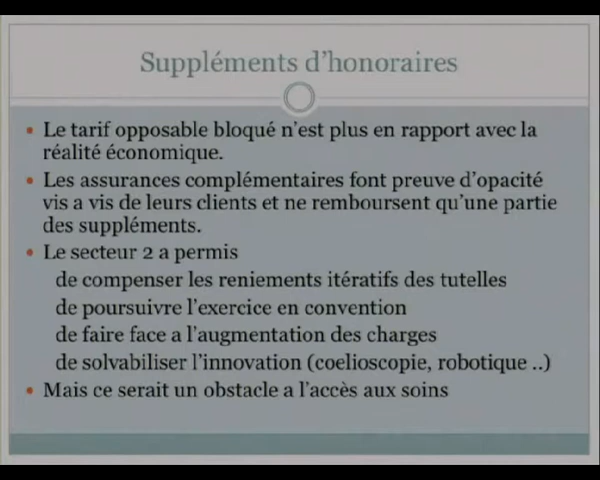 Suppléments d'honoraires
• Le tarif opposable bloqué n'est plus en rapport avec la
réalité économique.
• Les assurances complémentaires font preuve d'opacité
vis a vis de leurs clients et ne remboursent qu'une partie
des suppléments.
• Le secteur 2 a permis
de compenser les reniements itératifs des tutelles
de poursuivre l'exercice en convention
de faire face a l'augmentation des charges
de solvabiliser l'innovation (coelioscopie, robotique ..)
• Mais ce serait un obstacle a l'accès aux soins